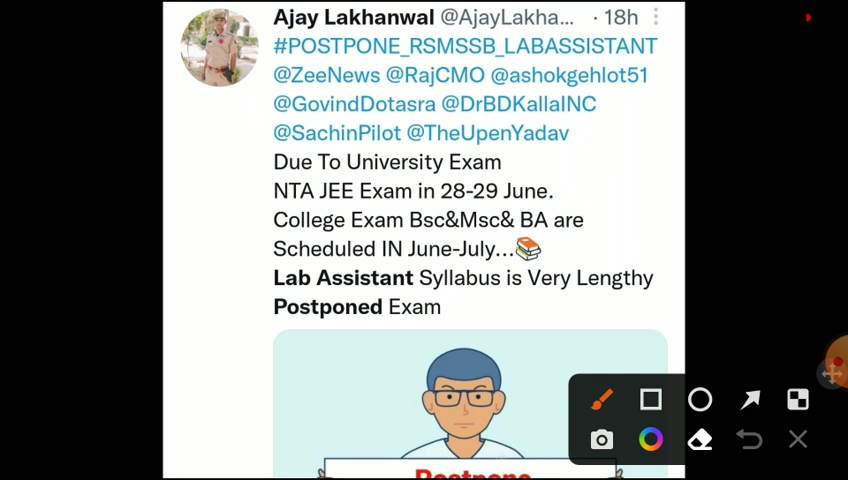 Ajay Lakhanwal @AjayLakha... · 18h
#POSTPONE_RSMSSB_LABASSISTANT
@ZeeNews @RajCMO @ashokgehlot51
@GovindDotasra @DrBDKallaINC
@SachinPilot @TheUpenYadav
Due To University Exam
NTA JEE Exam in 28-29 June.
College Exam Bsc&Msc& BA are
Scheduled IN June-July...📚
Lab Assistant Syllabus is Very Lengthy
Postponed Exam
Postpone